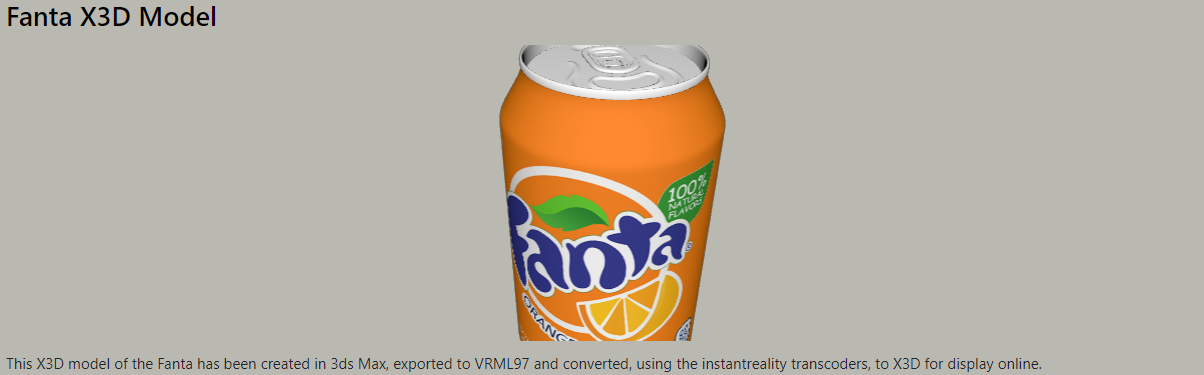 Fanta X3D Model
100%
NATURAL
FLAVORS
Fanta®
ORANGE
This X3D model of the Fanta has been created in 3ds Max, exported to VRML97 and converted, using the instantreality transcoders, to X3D for display online.